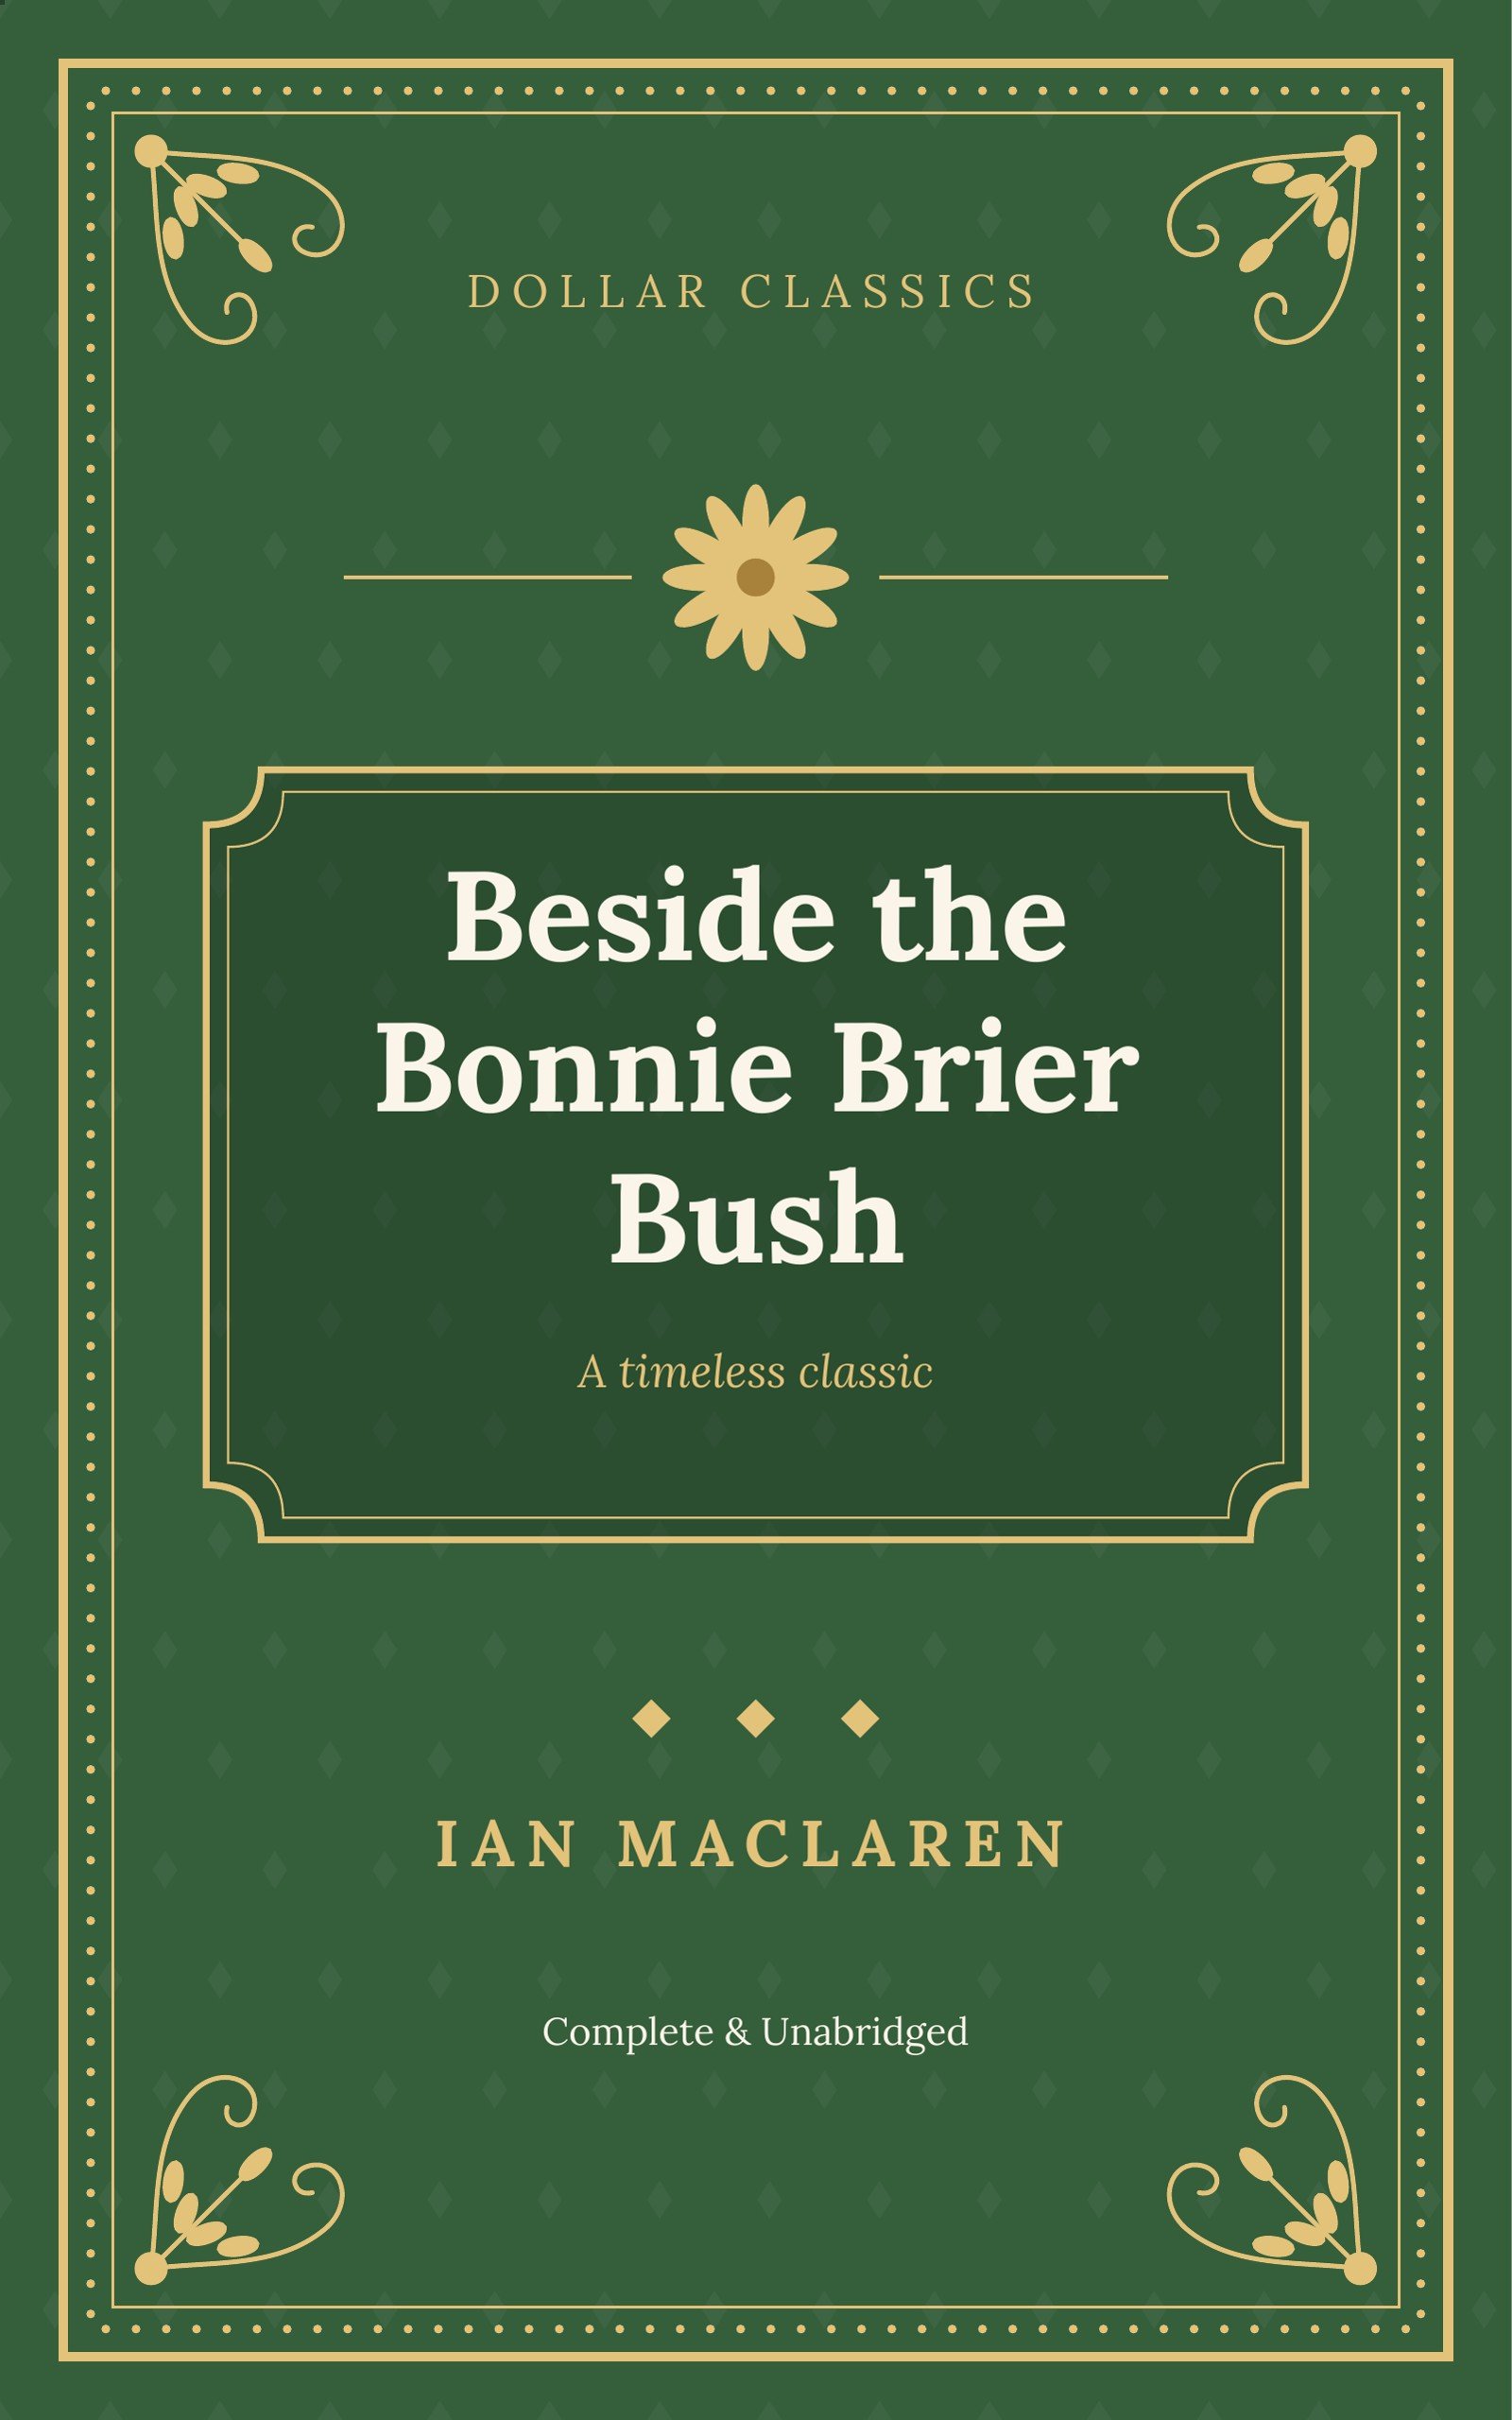 DOLLAR CLASSICS
Beside the
Bonnie Brier
Bush
A timeless classic
IAN MACLAREN
Complete & Unabridged